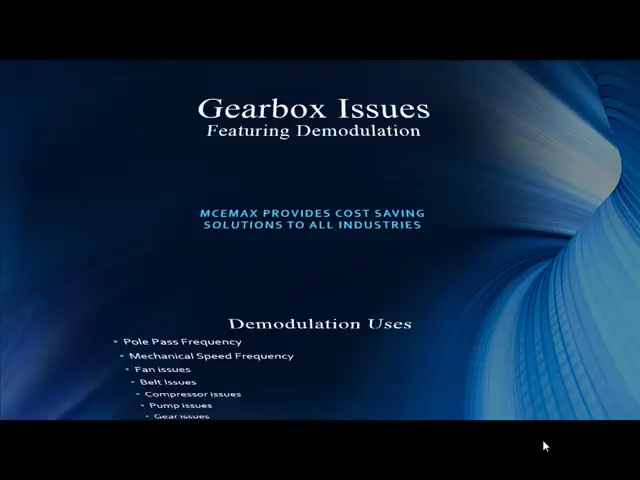 Gearbox Issues
Featuring Demodulation
MCEMAX PROVIDES COST SAVING
SOLUTIONS TO ALL INDUSTRIES
Demodulation Uses
Pole Pass Frequency
Mechanical Speed Frequency
Fan issues
Belt Issues
Compressor issues
Pump issues
Gear issues